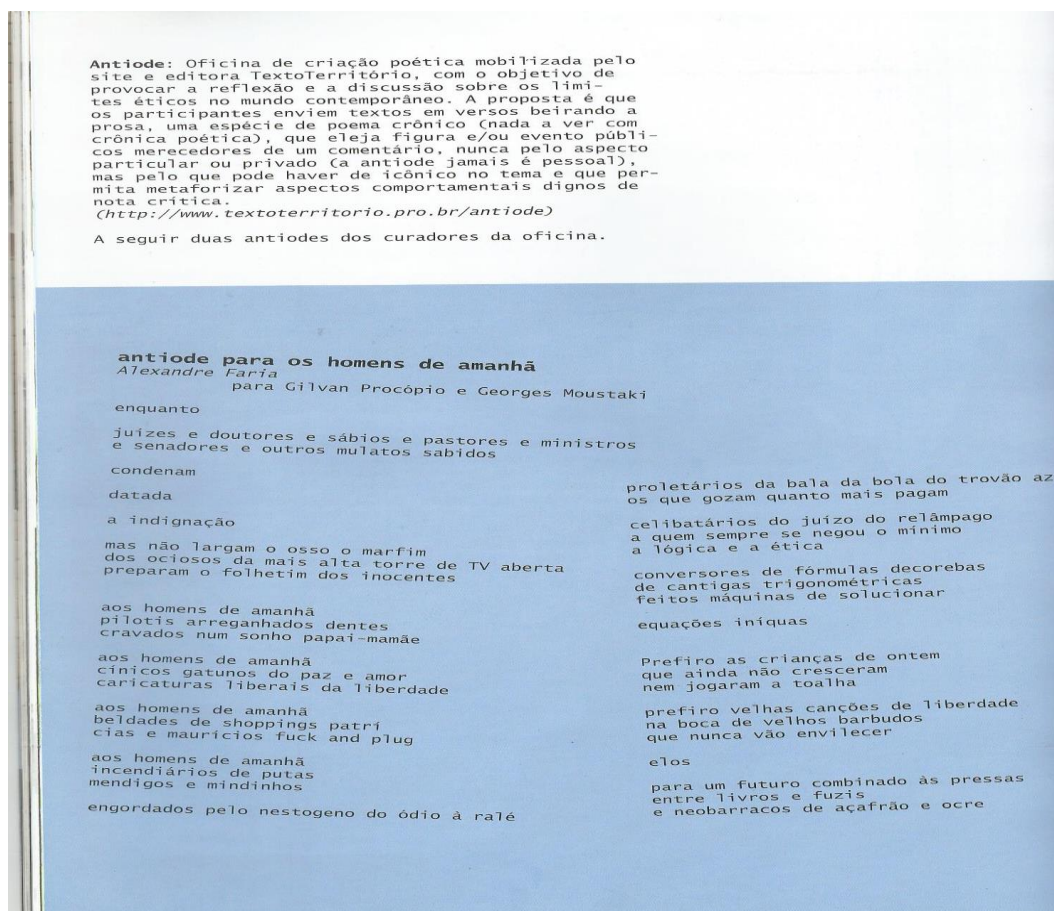 Antiode: Oficina de criação poética mobilizada pelo
site e editora TextoTerritório, com o objetivo de
provocar a reflexão e a discussão sobre os limi-
tes éticos no mundo contemporâneo. A proposta é que
os participantes enviem textos em versos beirando a
prosa, uma espécie de poema crônico (nada a ver com
crônica poética), que eleja figura e/ou evento públi-
cos merecedores de um comentário, nunca pelo aspecto
particular ou privado (a antiode jamais é pessoal),
mas pelo que pode haver de icônico no tema e que per-
mita metaforizar aspectos comportamentais dignos de
nota crítica.
(http://www.textoterritorio.pro.br/antiode)
A seguir duas antiodes dos curadores da oficina.
antiode para os homens de amanhã
Alexandre Faria
para Gilvan Procópio e Georges Moustaki
enquanto
juízes e doutores e sábios e pastores e ministros
e senadores e outros mulatos sabidos
condenam
datada
a indignação
mas não largam o osso o marfim
dos ociosos da mais alta torre de TV aberta
preparam o folhetim dos inocentes
aos homens de amanhã
pilotis arreganhados dentes
cravados num sonho papai-mamãe
aos homens de amanhã
cínicos gatunos do paz e amor
caricaturas liberais da liberdade
aos homens de amanhã
beldades de shoppings patrí
cias e maurícios fuck and plug
aos homens de amanhã
incendiários de putas
mendigos e mindinhos
engordados pelo nestogeno do ódio à ralé
proletários da bala da bola do trovão az
os que gozam quanto mais pagam
celibatários do juízo do relâmpago
a quem sempre se negou o mínimo
a lógica e a ética
conversores de fórmulas decorebas
de cantigas trigonométricas
feitos máquinas de solucionar
equações iníquas
Prefiro as crianças de ontem
que ainda não cresceram
nem jogaram a toalha
prefiro velhas canções de liberdade
na boca de velhos barbudos
que nunca vão envilecer
elos
para um futuro combinado às pressas
entre livros e fuzis
e neobarracos de açafrão e ocre